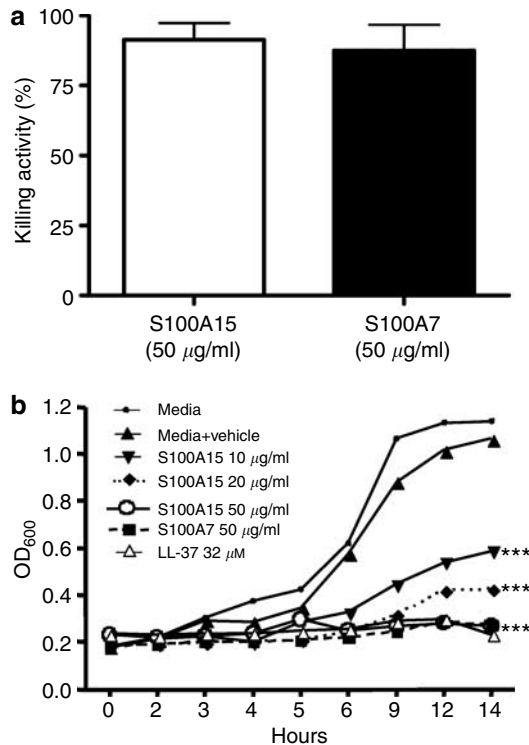 a
Killing activity (%)
100
75
50
25
0
S100A15
(50 μg/ml)
S100A7
(50 μg/ml)
b
OD600
1.2
1.0
0.8
0.6
0.4
0.2
0.0
Media
Media+vehicle
S100A15 10 μg/ml
S100A15 20 μg/ml
S100A15 50 μg/ml
S100A7 50 μg/ml
LL-37 32 μM
***
***
***
0 2 3 4 5 6 9 12 14
Hours